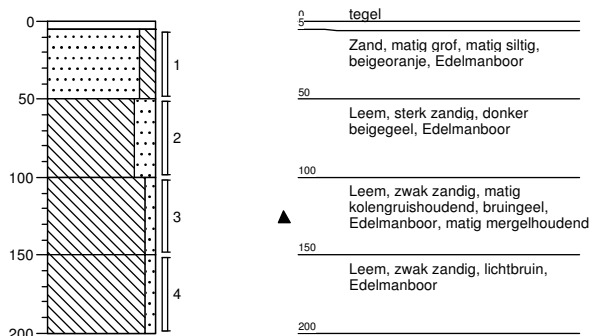 0
50
100
150
200
1
2
3
4
0
tegel
5
Zand, matig grof, matig siltig,
beigeoranje, Edelmanboor
50
Leem, sterk zandig, donker
beigegeel, Edelmanboor
100
Leem, zwak zandig, matig
kolengruishoudend, bruingeel,
Edelmanboor, matig mergelhoudend
150
Leem, zwak zandig, lichtbruin,
Edelmanboor
200